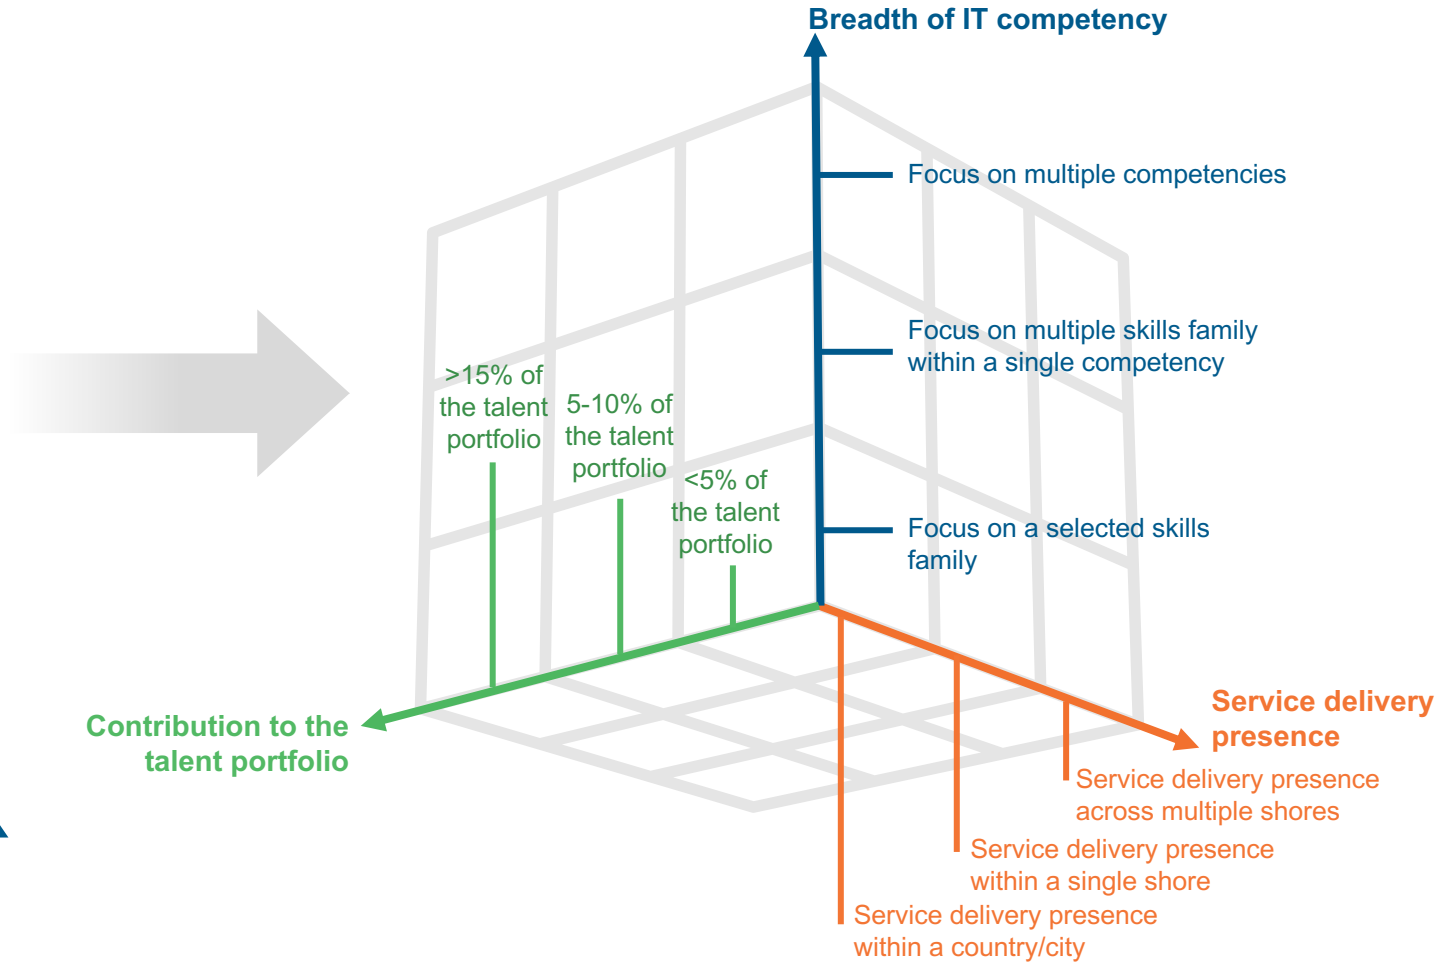 Breadth of IT competency
Focus on multiple competencies
Focus on multiple skills family
within a single competency
Focus on a selected skills
family
>15% of
the talent
portfolio
5-10% of
the talent
portfolio
<5% of
the talent
portfolio
Contribution to the
talent portfolio
Service delivery
presence
Service delivery presence
across multiple shores
Service delivery presence
within a single shore
Service delivery presence
within a country/city